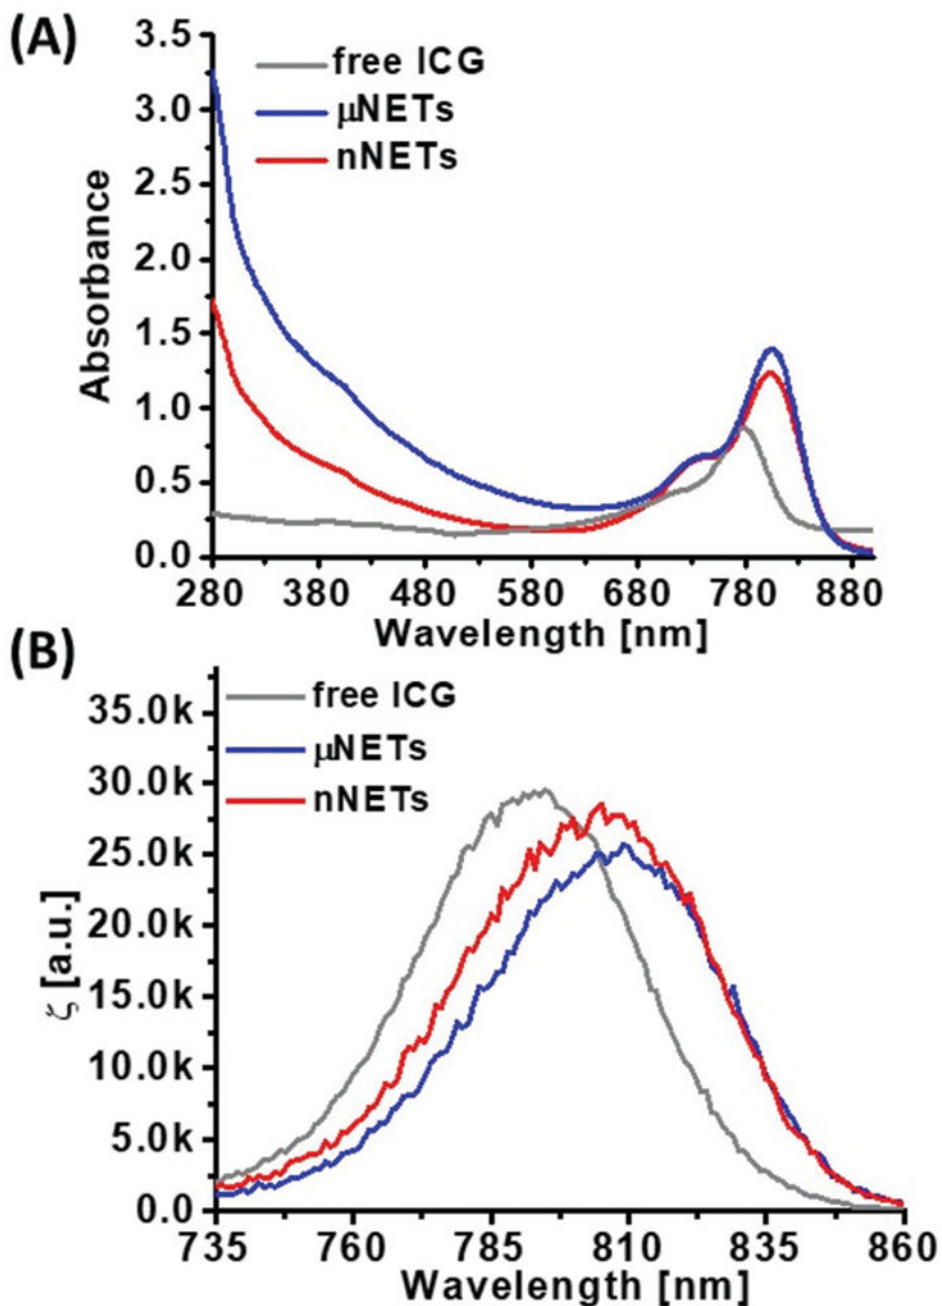 (A)
3.5
3.0
2.5
2.0
1.5
1.0
0.5
0.0
Absorbance
free ICG
μNETs
nNETs
280 380 480 580 680 780 880
Wavelength [nm]
(B)
35.0k
30.0k
25.0k
20.0k
15.0k
10.0k
5.0k
0.0
ζ [a.u.]
free ICG
μNETs
nNETs
735 760 785 810 835 860
Wavelength [nm]